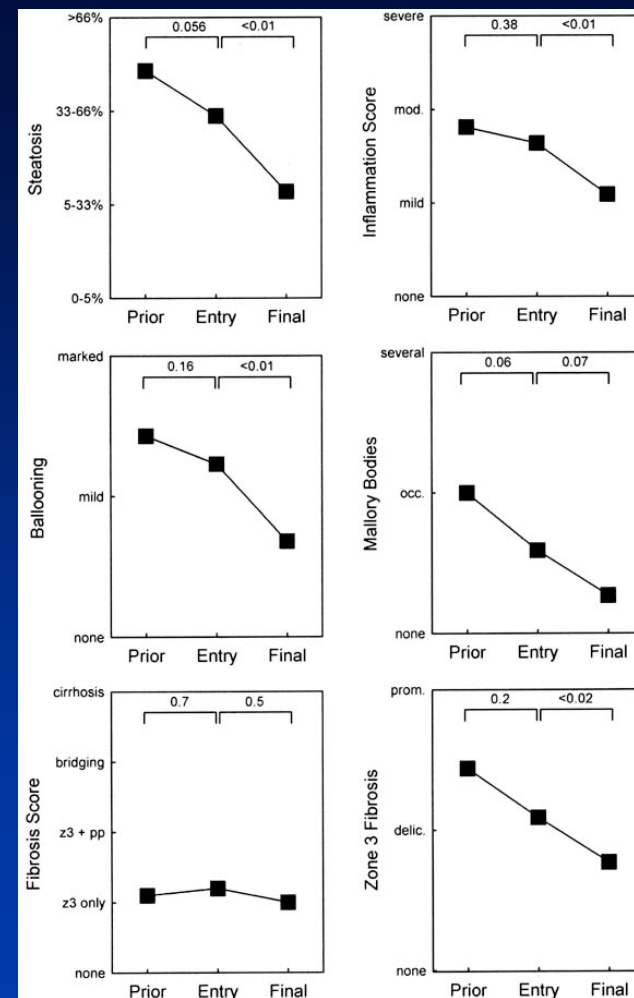 >66%
0.056 <0.01
33-66%
Steatosis
5-33%
0-5%
Prior Entry Final
severe
0.38 <0.01
mod.
Inflammation Score
mild
none
Prior Entry Final
marked
0.16 <0.01
mild
Ballooning
none
Prior Entry Final
several
0.06 0.07
occ.
Mallory Bodies
none
Prior Entry Final
cirrhosis
0.7 0.5
bridging
Fibrosis Score
z3 + pp
z3 only
none
Prior Entry Final
prom.
0.2 <0.02
delic.
Zone 3 Fibrosis
none
Prior Entry Final